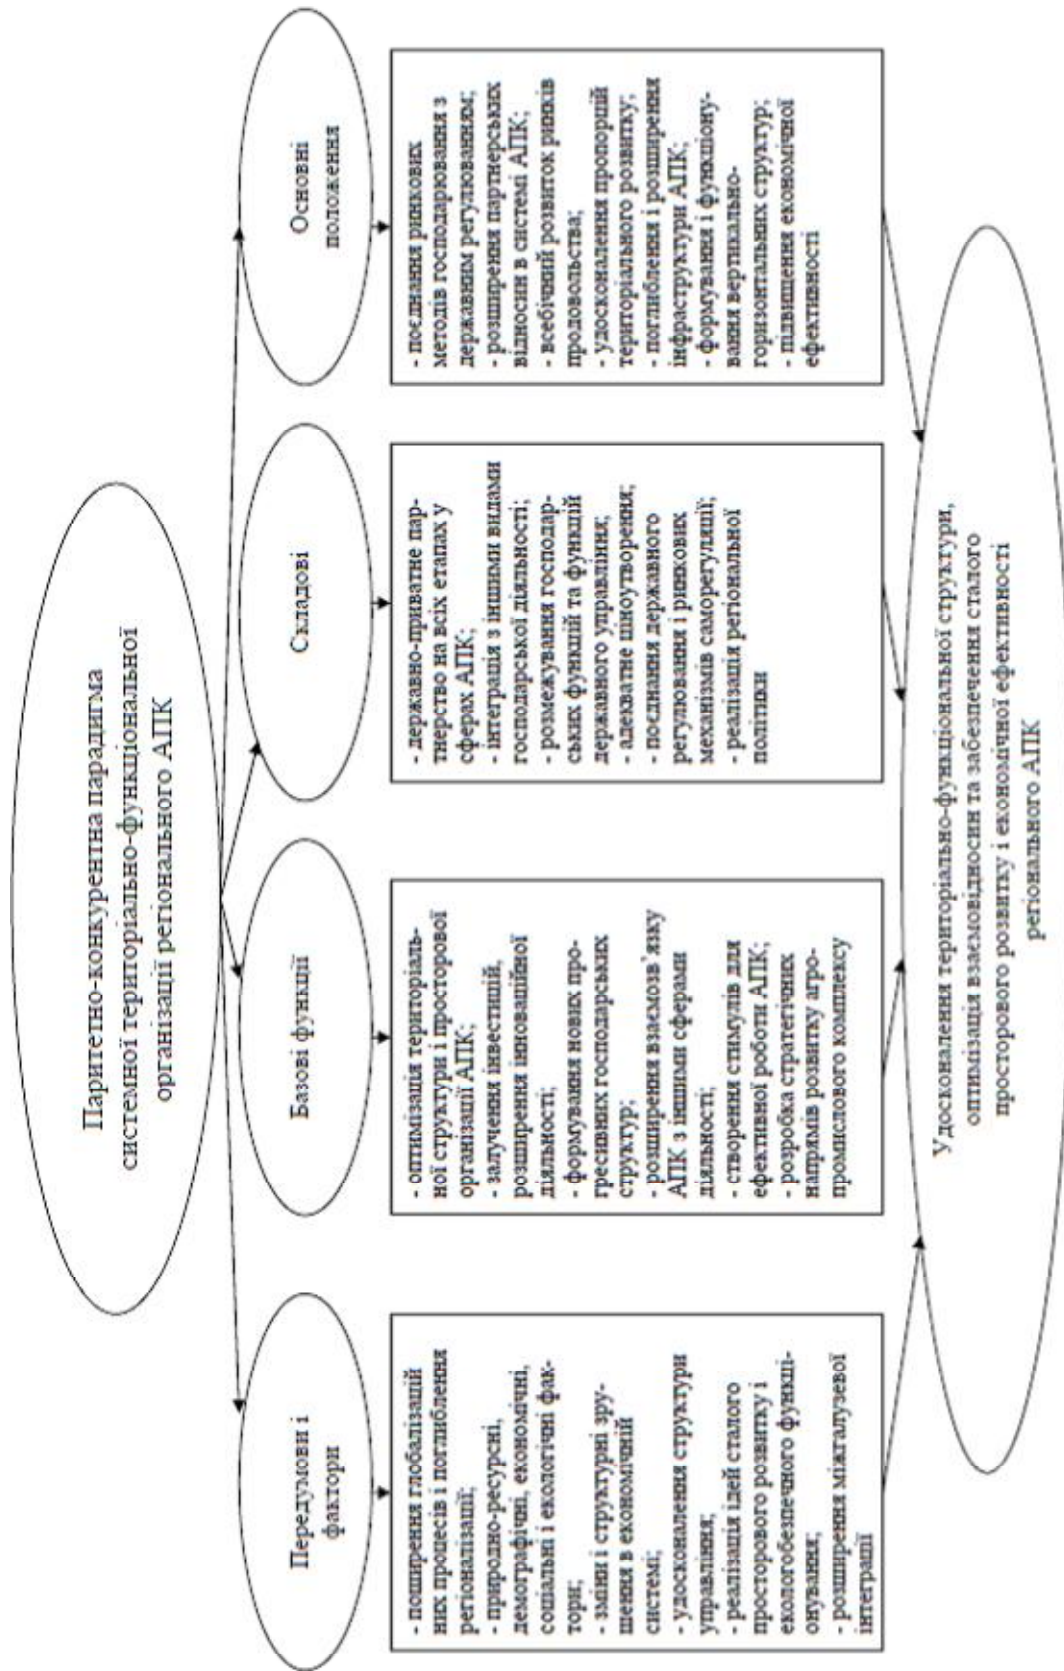 Паритетно-конкурентна парадигма
системної територіально-функціональної
організації регіонального АПК
Передумови і
фактори
Базові функції
Складові
Основні
положення
- поширення глобалізацій
них процесів і поглиблення
регіоналізації;
- природно-ресурсні,
демографічні, економічні,
соціальні і екологічні фак-
тори;
- зміни і структурні зру-
шення в економічній
системі;
- удосконалення структури
управління;
- реалізація ідей сталого
просторового розвитку і
екологобезпечного функці-
онування;
- розширення міжгалузевої
інтеграції
- оптимізація територіаль-
ної структури і просторової
організації АПК;
- залучення інвестицій,
розширення інноваційної
діяльності;
- формування нових про-
гресивних господарських
структур;
- розширення взаємозв'язку
АПК з іншими сферами
діяльності;
- створення стимулів для
ефективної роботи АПК;
- розробка стратегічних
напрямів розвитку агро-
промислового комплексу
- державно-приватне пар-
тнерство на всіх етапах у
сферах АПК;
- інтеграція з іншими видами
господарської діяльності;
- розмежування господар-
ських функцій та функцій
державного управління;
- адекватне ціноутворення;
- поєднання державного
регулювання і ринкових
механізмів саморегуляції;
- реалізація регіональної
політики
- поєднання ринкових
методів господарювання з
державним регулюванням;
- розширення партнерських
відносин в системі АПК;
- всебічний розвиток ринків
продовольства;
- удосконалення пропорцій
територіального розвитку;
- поглиблення і розширення
інфраструктури АПК;
- формування і функціону-
вання вертикально-
горизонтальних структур;
- підвищення економічної
ефективності
Удосконалення територіально-функціональної структури,
оптимізація взаємовідносин та забезпечення сталого
просторового розвитку і економічної ефективності
регіонального АПК